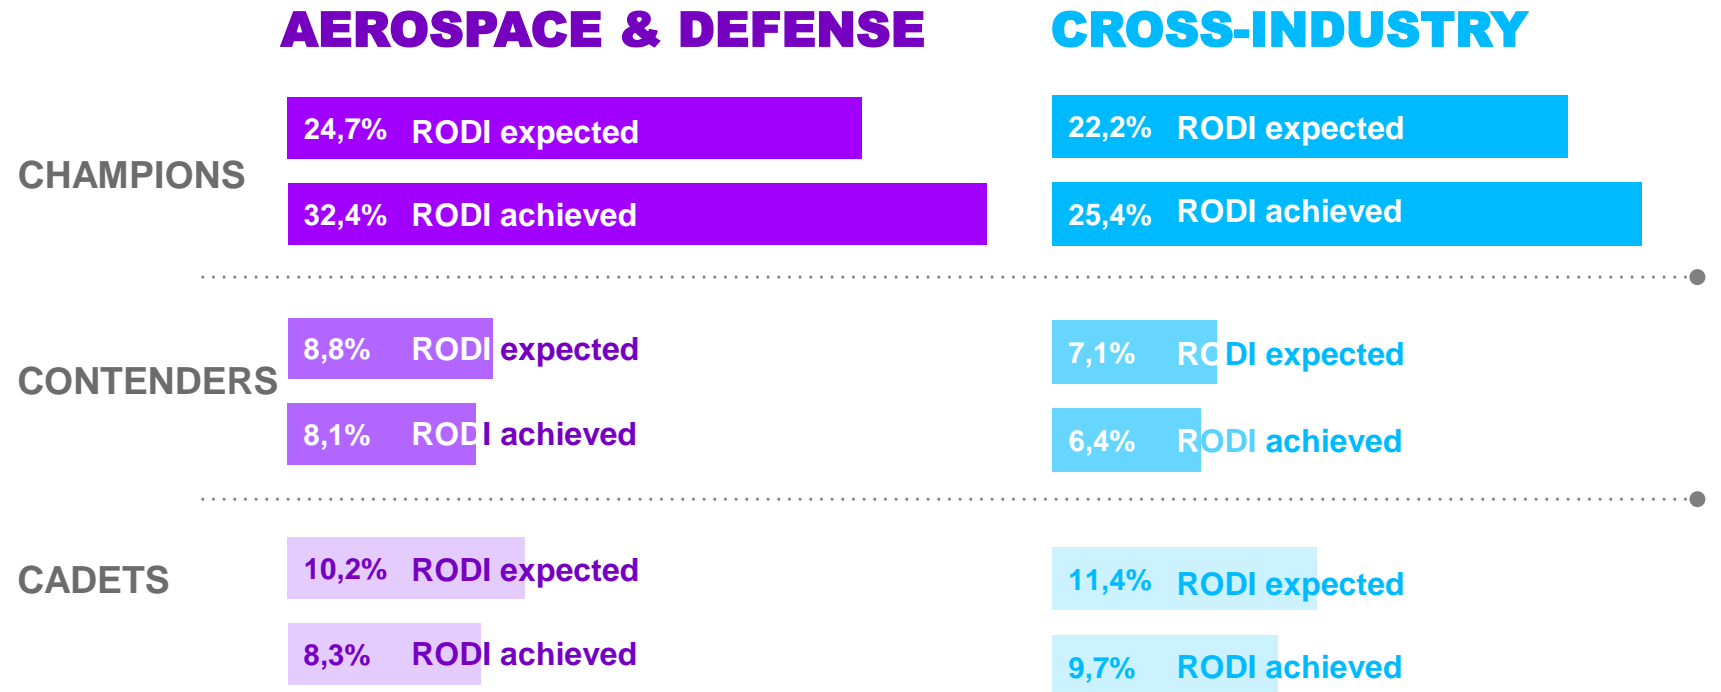 AEROSPACE & DEFENSE
CROSS-INDUSTRY
CHAMPIONS
24,7% RODI expected
32,4% RODI achieved
22,2% RODI expected
25,4% RODI achieved
CONTENDERS
8,8% RODI expected
8,1% RODI achieved
7,1% RODI expected
6,4% RODI achieved
CADETS
10,2% RODI expected
8,3% RODI achieved
11,4% RODI expected
9,7% RODI achieved